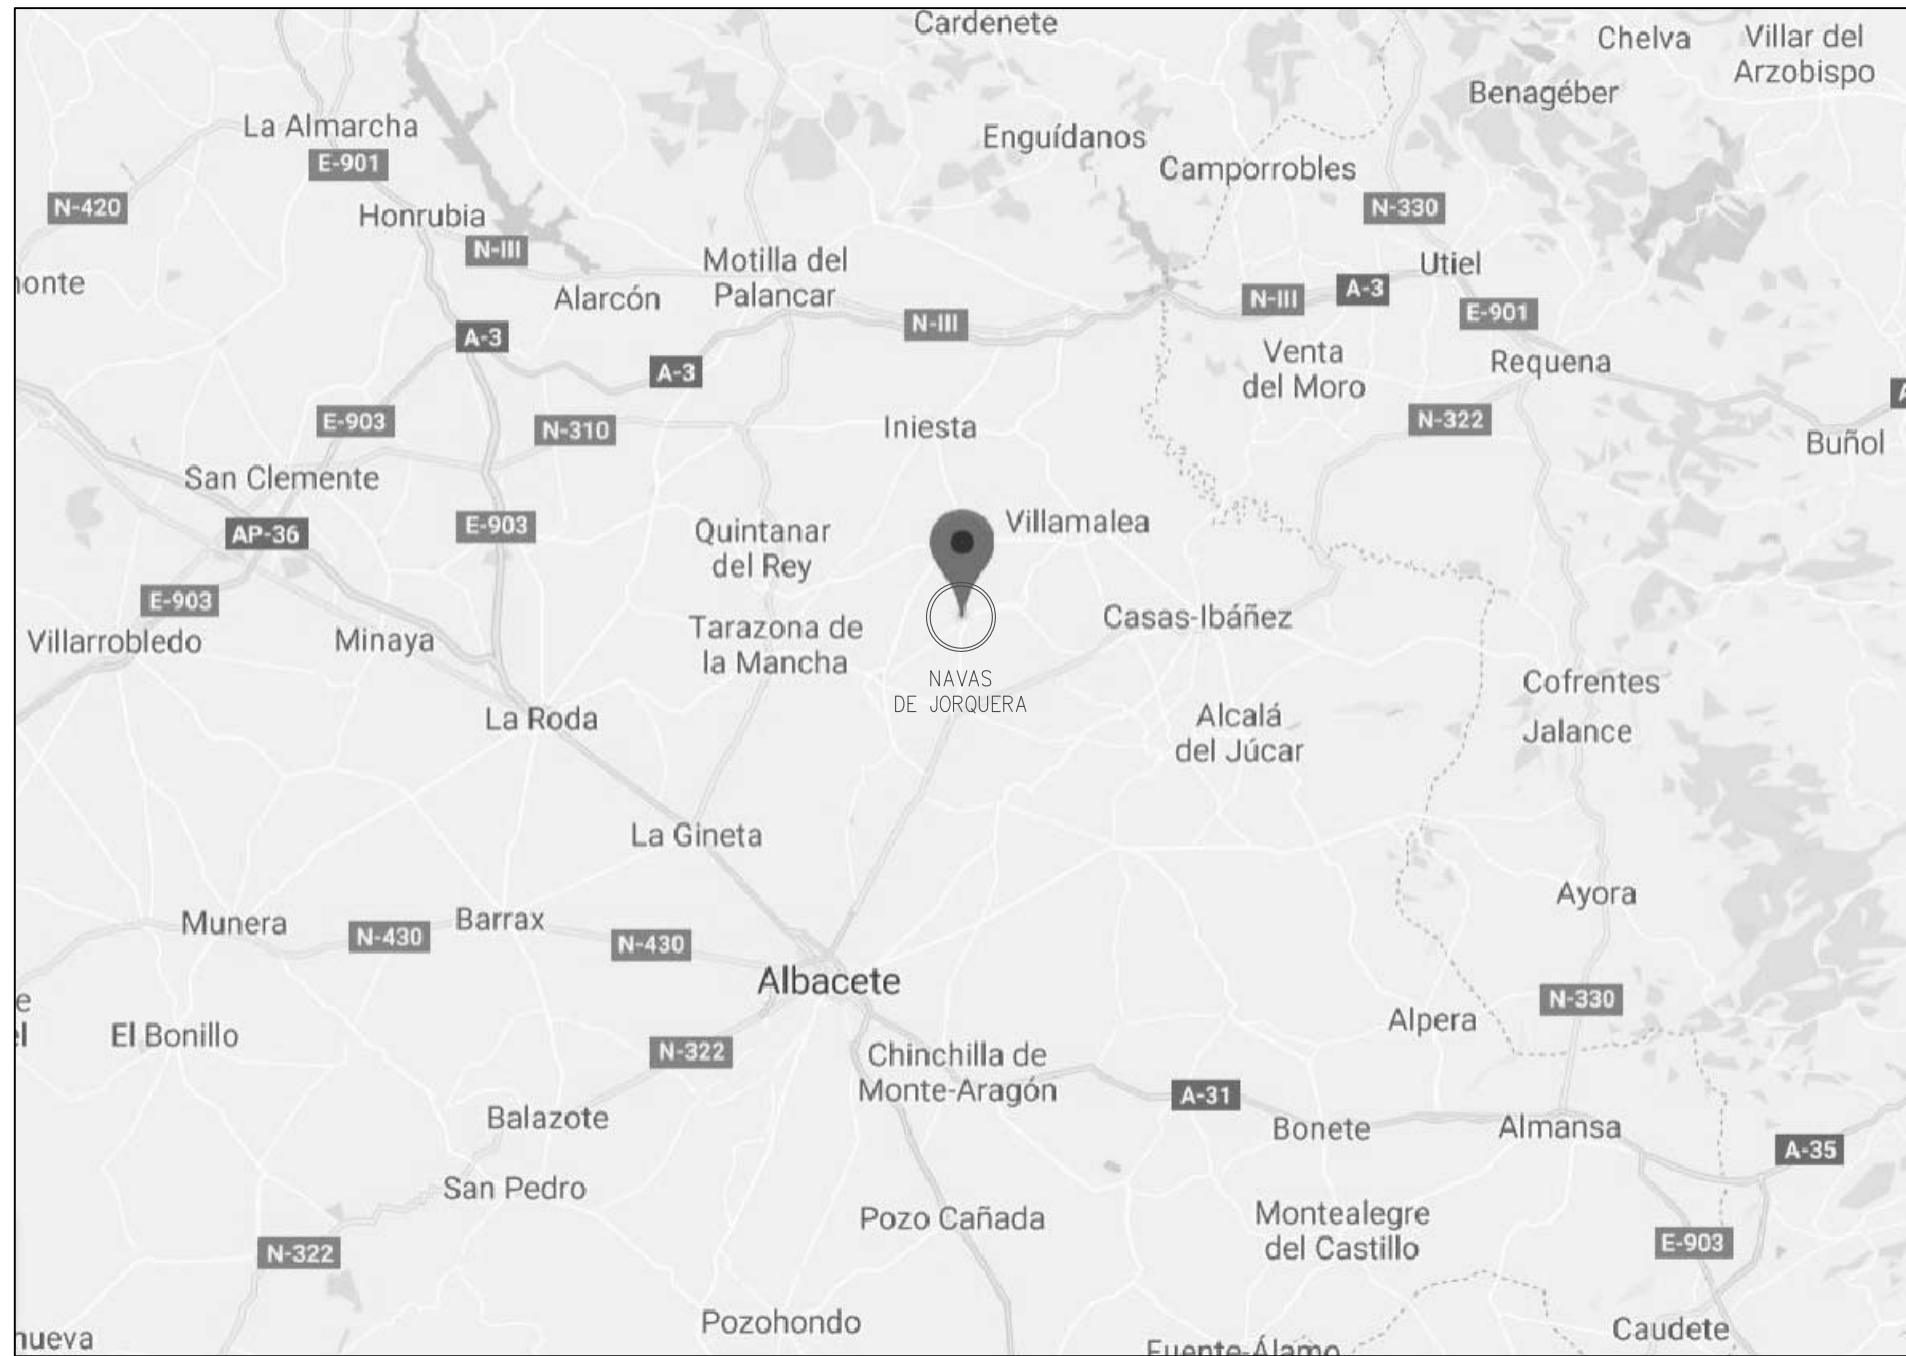 Cardenete
Chelva
Villar del
Arzobispo
Benagéber
La Almarcha
E-901
Enguídanos
Camporrobles
N-420
Honrubia
N-330
N-III
Motilla del
Palancar
Utiel
onte
Alarcón
N-III
A-3
E-901
N-III
A-3
Venta
del Moro
Requena
A-3
E-903
N-310
Iniesta
N-322
Buñol
San Clemente
AP-36
E-903
Quintanar
del Rey
Villamalea
E-903
Casas-Ibáñez
Villarrobledo
Minaya
Tarazona de
la Mancha
NAVAS
DE JORQUERA
Cofrentes
La Roda
Alcalá
del Júcar
Jalance
La Gineta
Ayora
Munera
N-430
Barrax
N-430
Albacete
N-330
e
el
El Bonillo
Alpera
N-322
Chinchilla de
Monte-Aragón
A-31
Balazote
Bonete
Almansa
A-35
San Pedro
Pozo Cañada
Montealegre
del Castillo
N-322
E-903
Pozohondo
Caudete
nueva
Fuente-Álamo